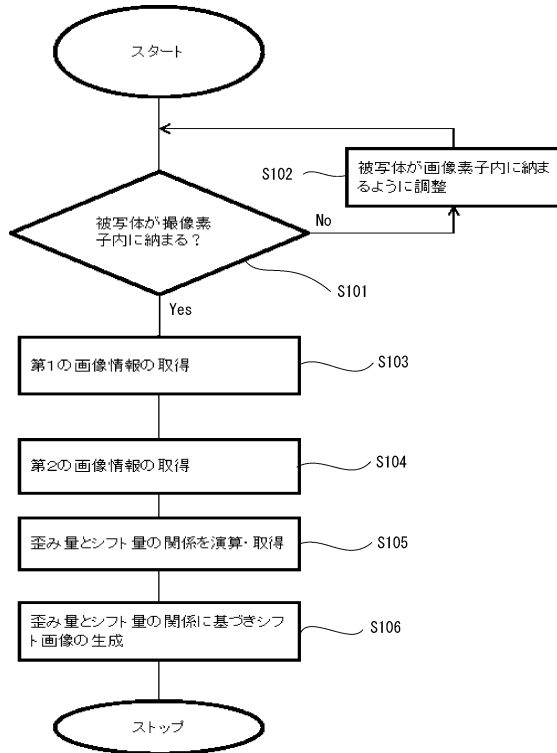 スタート
S102
被写体が画像素子内に納ま
るように調整
被写体が撮像素
子内に納まる？
No
S101
Yes
第1の画像情報の取得
S103
第2の画像情報の取得
S104
歪み量とシフト量の関係を演算・取得
S105
歪み量とシフト量の関係に基づきシフ
ト画像の生成
S106
ストップ